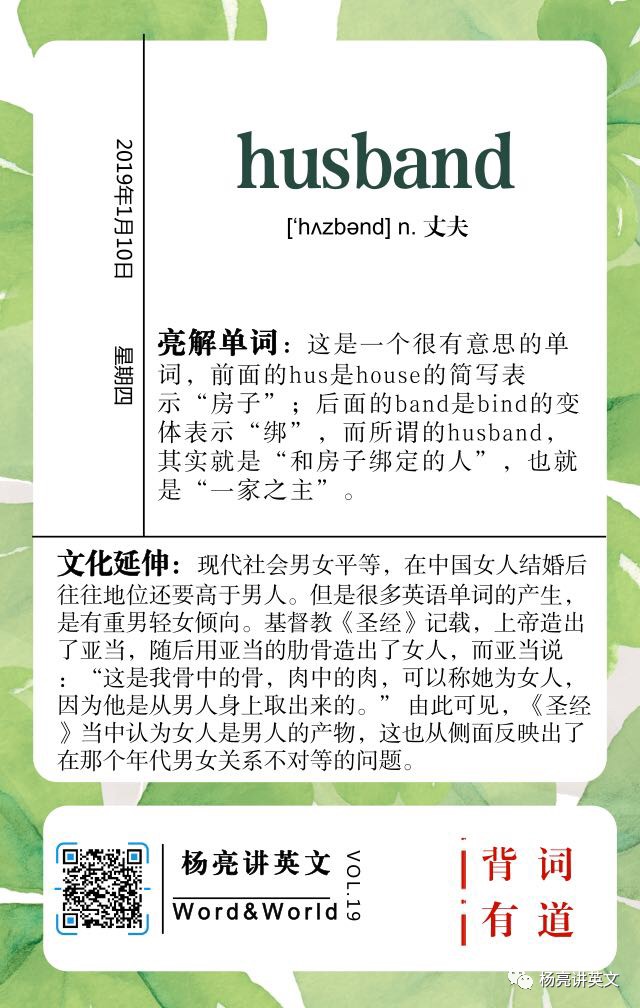 2019年1月10日
星期四
husband
['hʌzbənd] n. 丈夫
亮解单词：这是一个很有意思的单
词，前面的hus是house的简写表
示“房子”；后面的band是bind的变
体表示“绑”，而所谓的husband，
其实就是“和房子绑定的人”，也就
是“一家之主”。
文化延伸：现代社会男女平等，在中国女人结婚后
往往地位还要高于男人。但是很多英语单词的产生，
是有重男轻女倾向。基督教《圣经》记载，上帝造出
了亚当，随后用亚当的肋骨造出了女人，而亚当说
：“这是我骨中的骨，肉中的肉，可以称她为女人，
因为他是从男人身上取出来的。” 由此可见，《圣经
》当中认为女人是男人的产物，这也从侧面反映出了
在那个年代男女关系不对等的问题。
杨亮讲英文
Word&World
VOL.19
背词
有道
杨亮讲英文